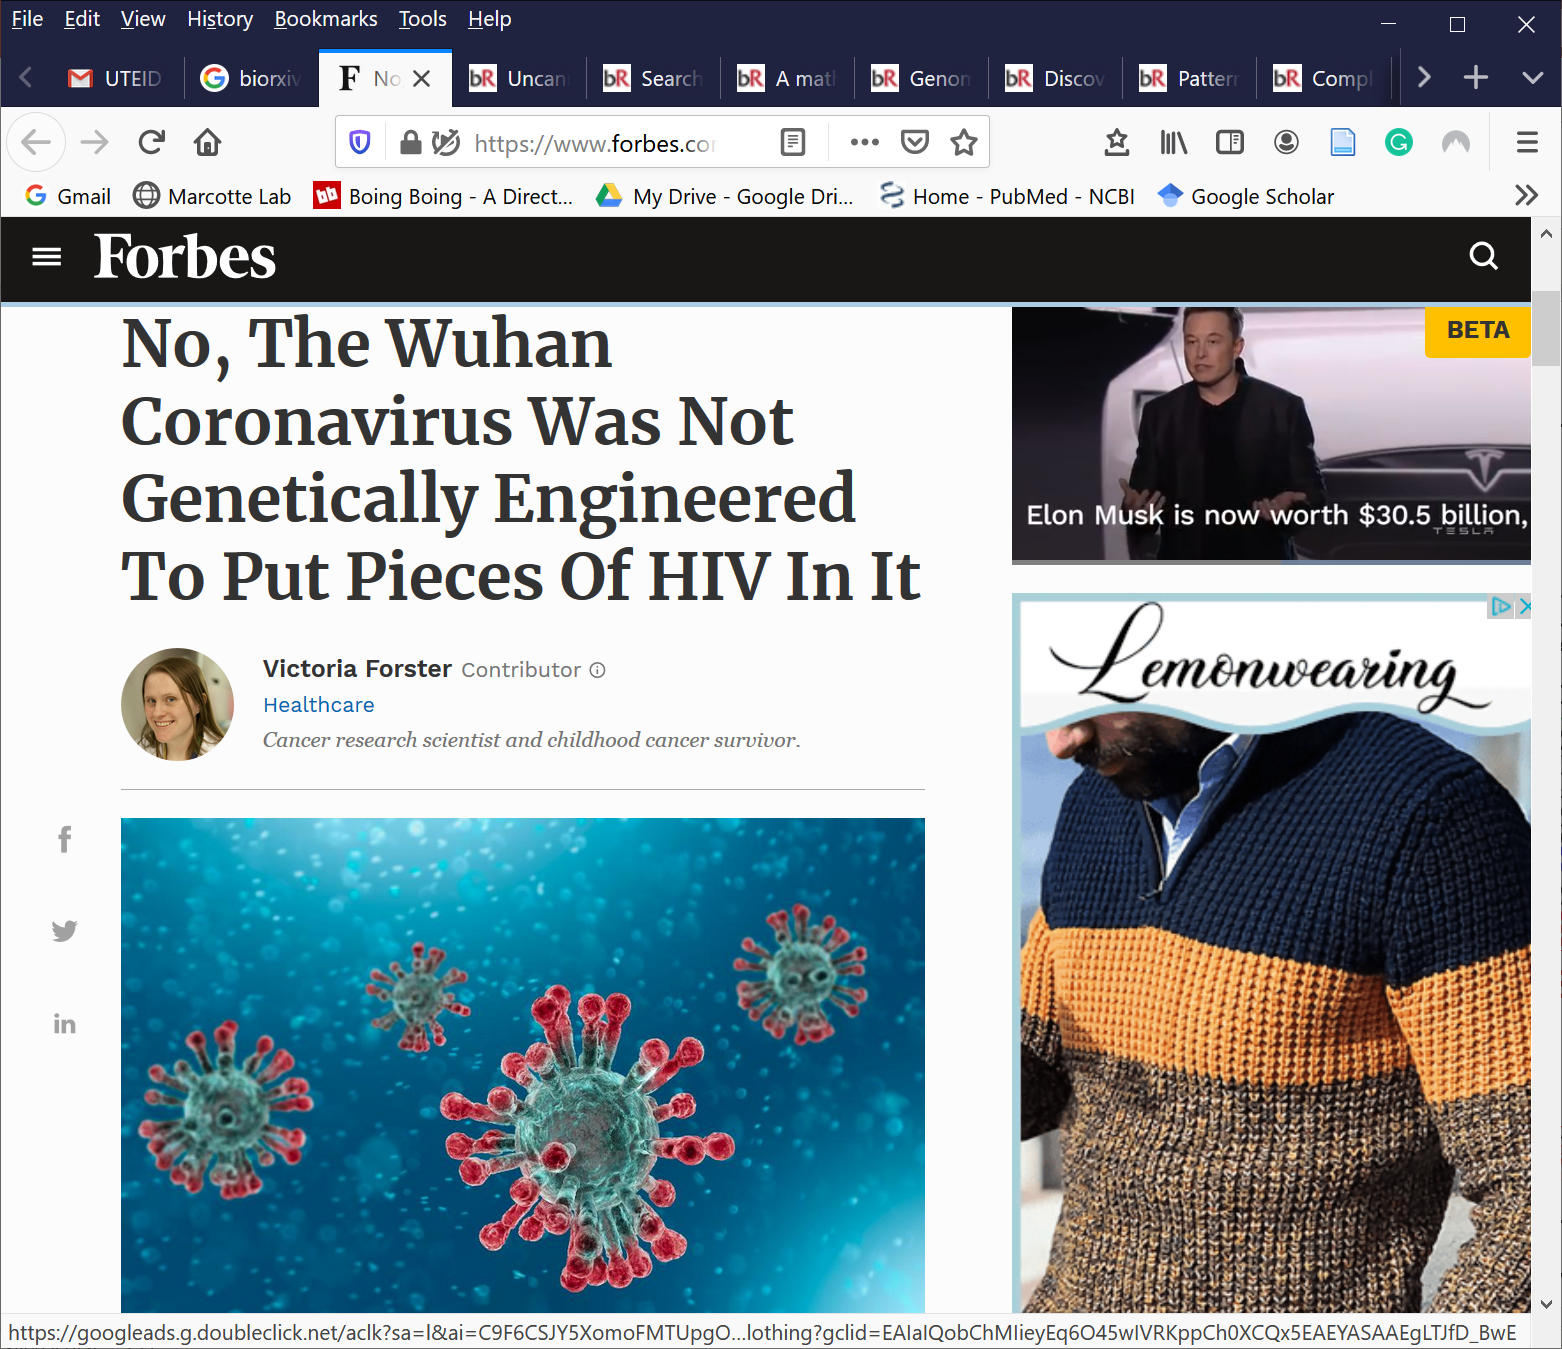 File Edit View History Bookmarks Tools Help
UTEID
biorxiv
No
Uncan
Search
A mat
Genom
Discov
Pattern
Compl
https://www.forbes.co
Gmail
Marcotte Lab
Boing Boing - A Direct...
My Drive - Google Dri...
Home - PubMed - NCBI
Google Scholar
Forbes
No, The Wuhan
Coronavirus Was Not
Genetically Engineered
To Put Pieces Of HIV In It
Victoria Forster Contributor
Healthcare
Cancer research scientist and childhood cancer survivor.
BETA
Elon Musk is now worth $30.5 billion,
TESLA
Lemonwearing
https://googleads.g.doubleclick.net/aclk?sa=l&ai=C9F6CSJY5XomoFMTUpgO...lothing?gclid=EAIaIQobChMIieyEq6O45wIVRKppCh0XCQx5EAEYASAAEgLTJfD_BwE